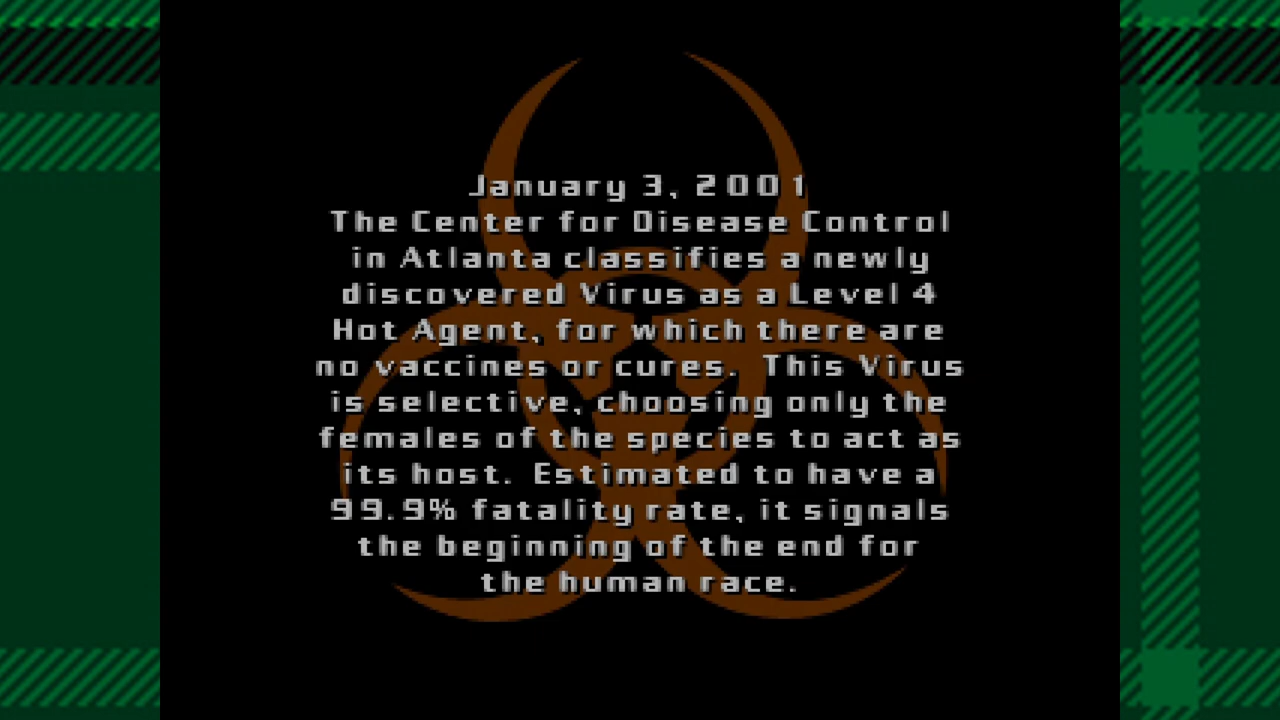 January 3, 2001
The Center for Disease Control
in Atlanta classifies a newly
discovered Virus as a Level 4
Hot Agent, for which there are
no vaccines or cures. This Virus
is selective, choosing only the
females of the species to act as
its host. Estimated to have a
99.9% fatality rate, it signals
the beginning of the end for
the human race.